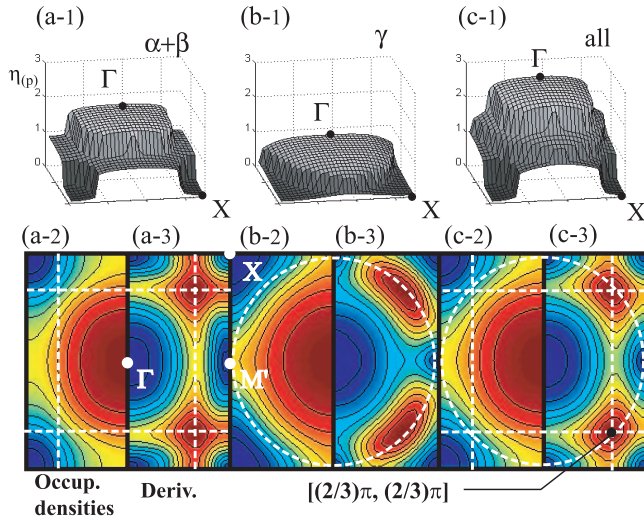 (a-1) (b-1) (c-1)
α+β γ all
η(p)
3 3 3
2 2 2
1 1 1
0 0 0
Γ Γ Γ
X X X
(a-2) (a-3) (b-2) (b-3) (c-2) (c-3)
X
Γ M'
Occup. densities
Deriv.
[(2/3)π, (2/3)π]